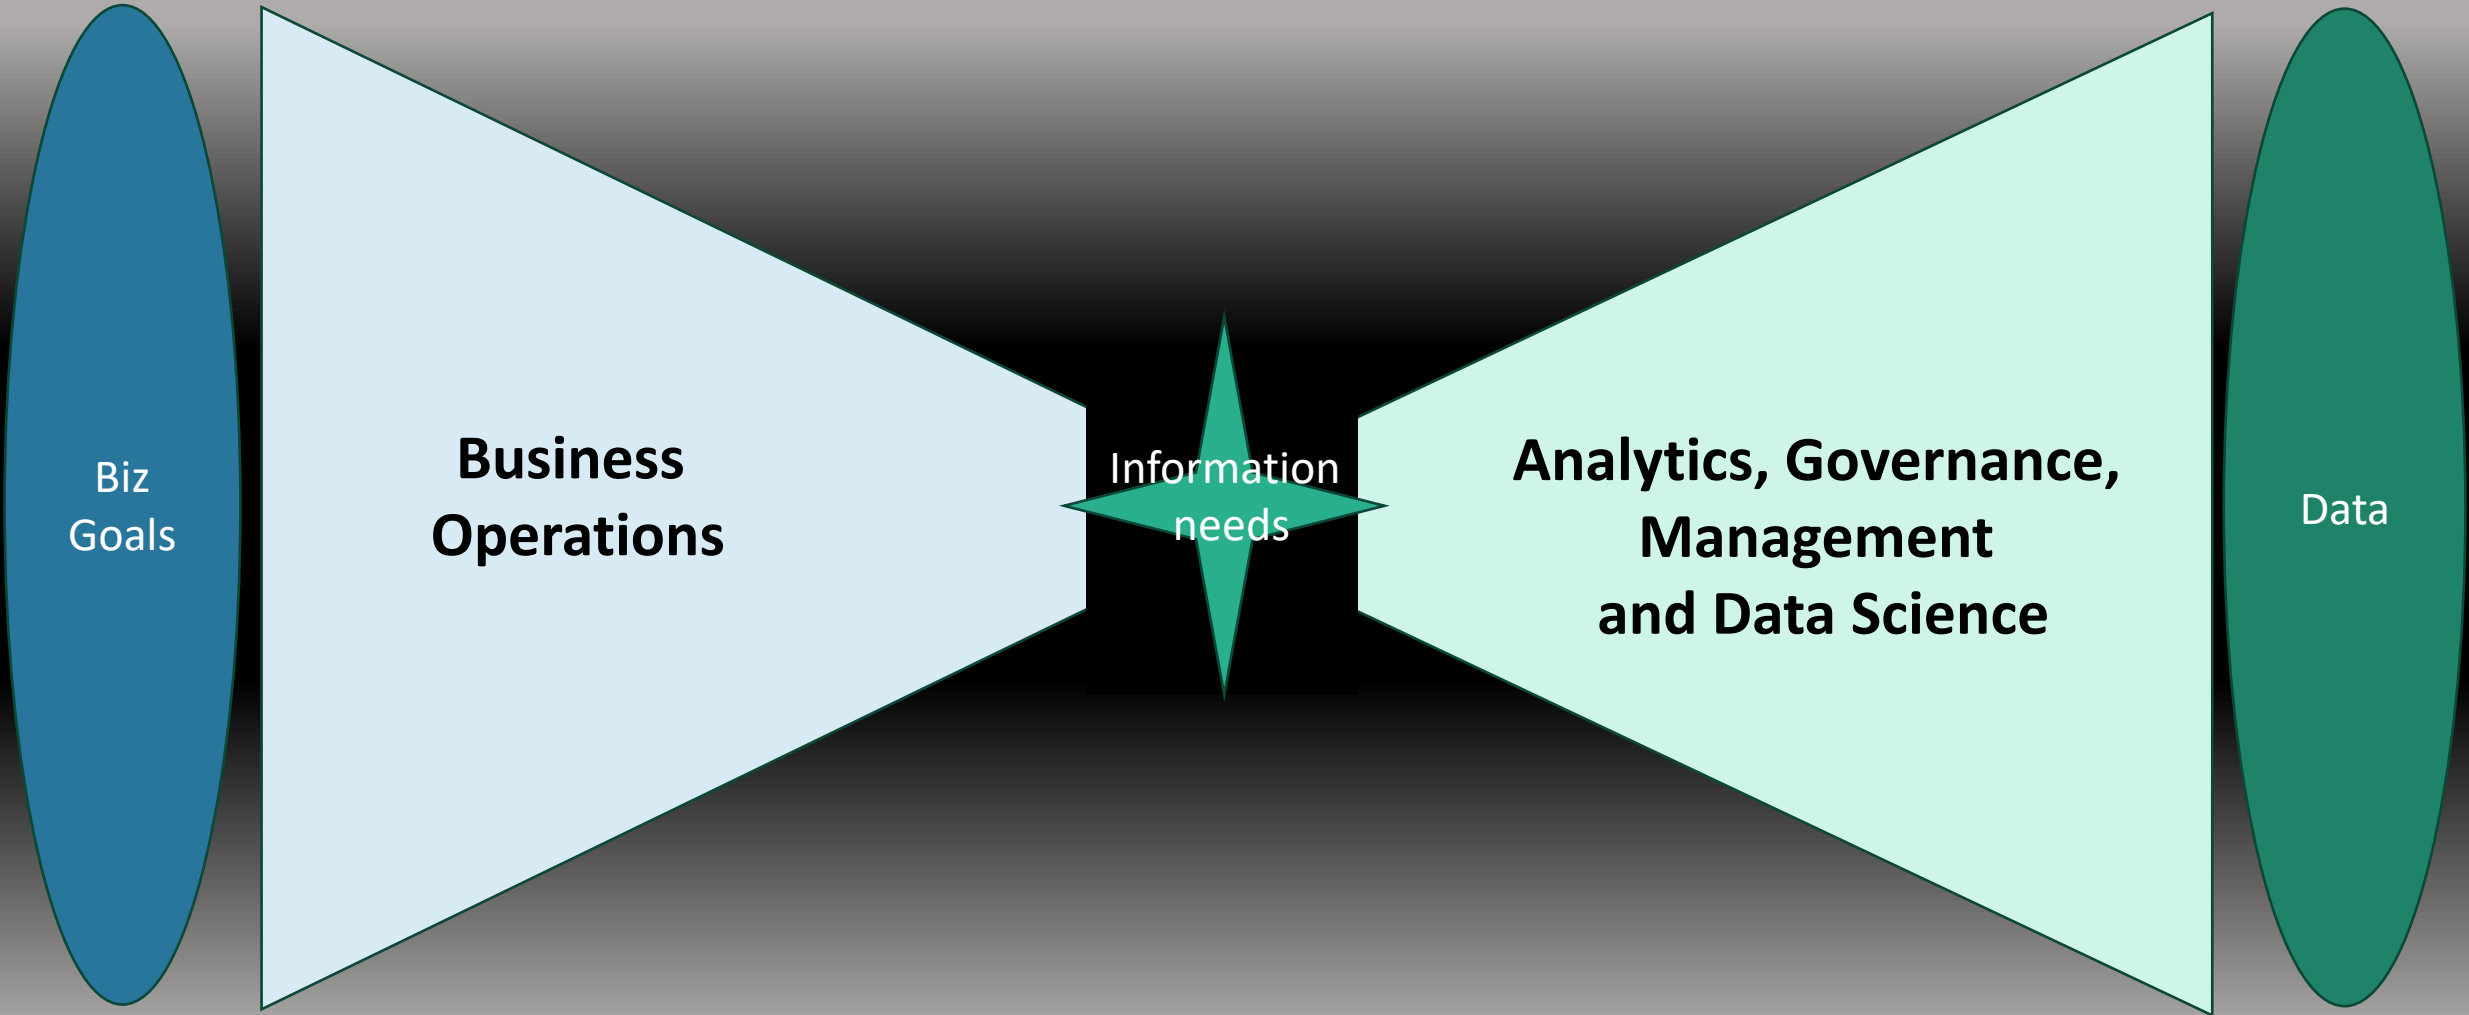 Biz
Goals
Business
Operations
Information
needs
Analytics, Governance,
Management
and Data Science
Data